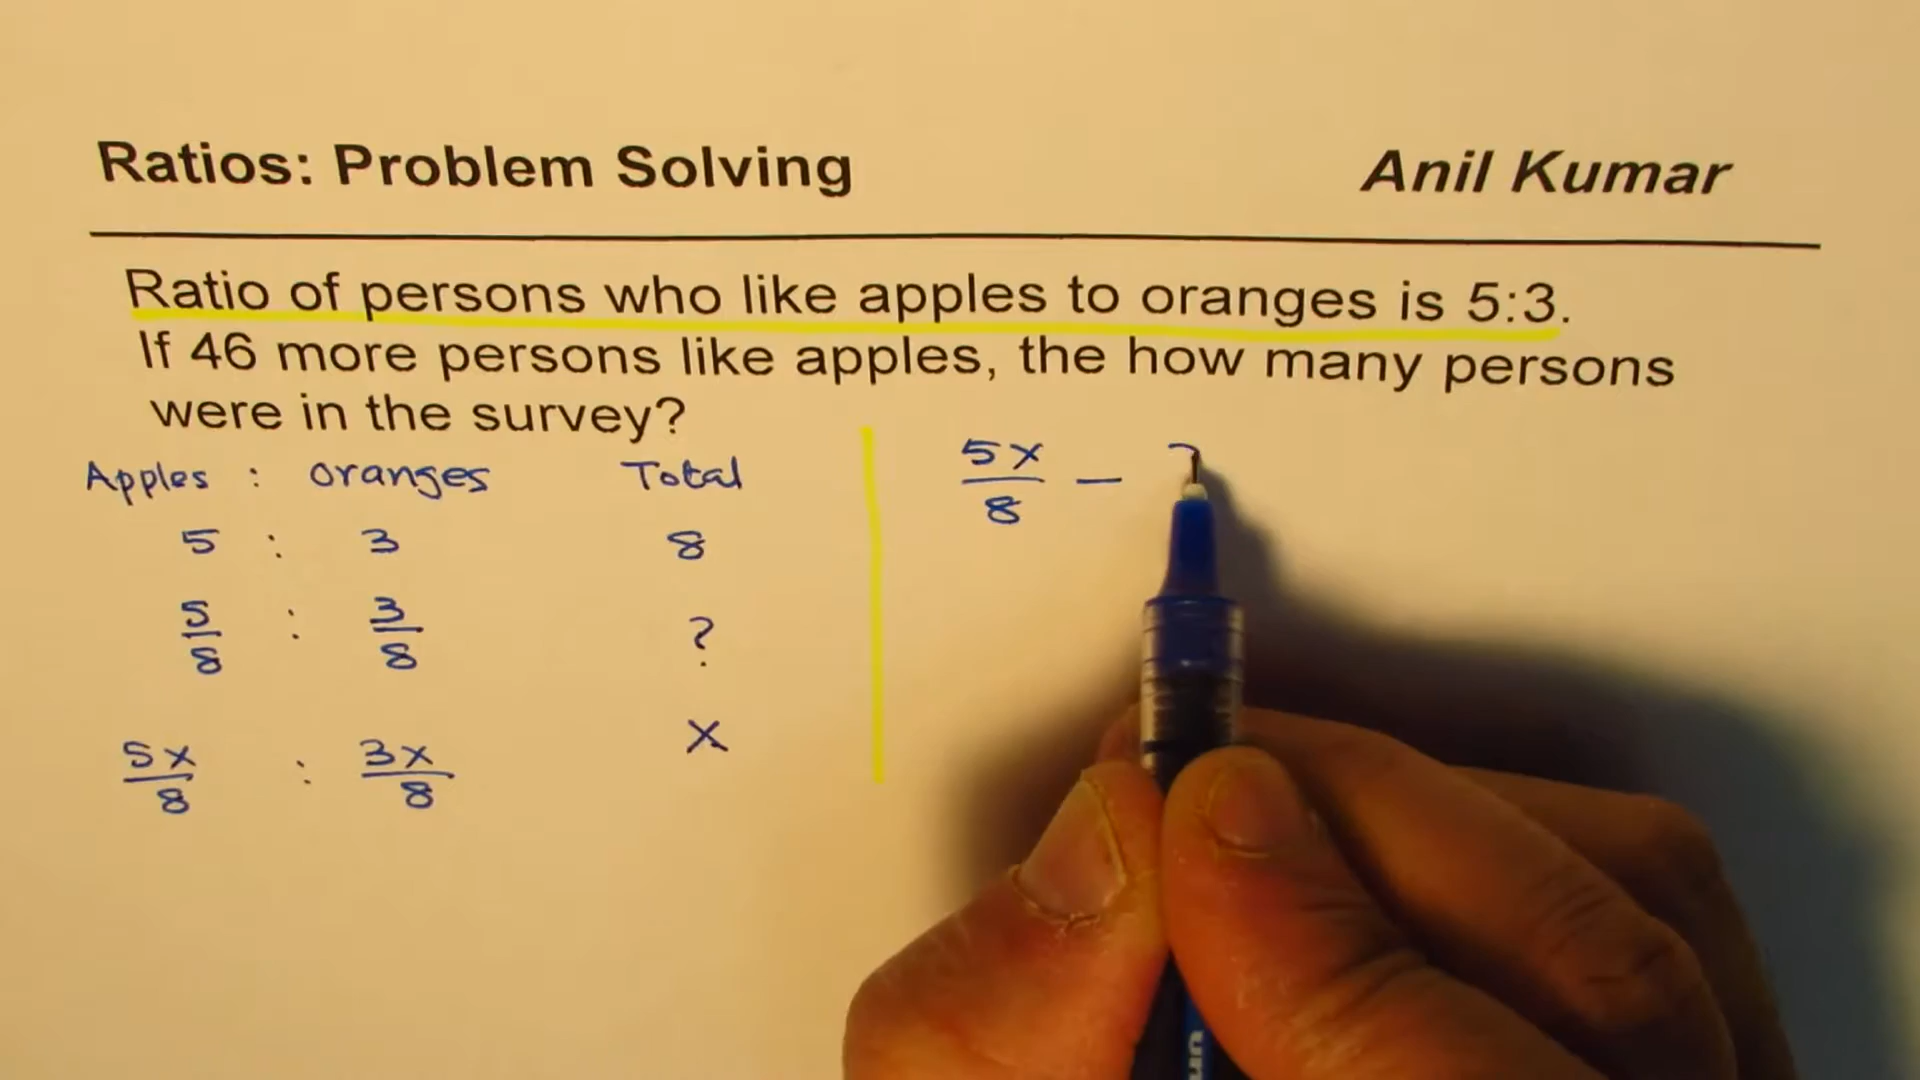 Ratios: Problem Solving Anil Kumar
Ratio of persons who like apples to oranges is 5:3.
If 46 more persons like apples, the how many persons
were in the survey?
Apples : oranges Total
5 : 3 8
5/8 : 3/8 ?
5x/8 : 3x/8 x
5x/8 -
un